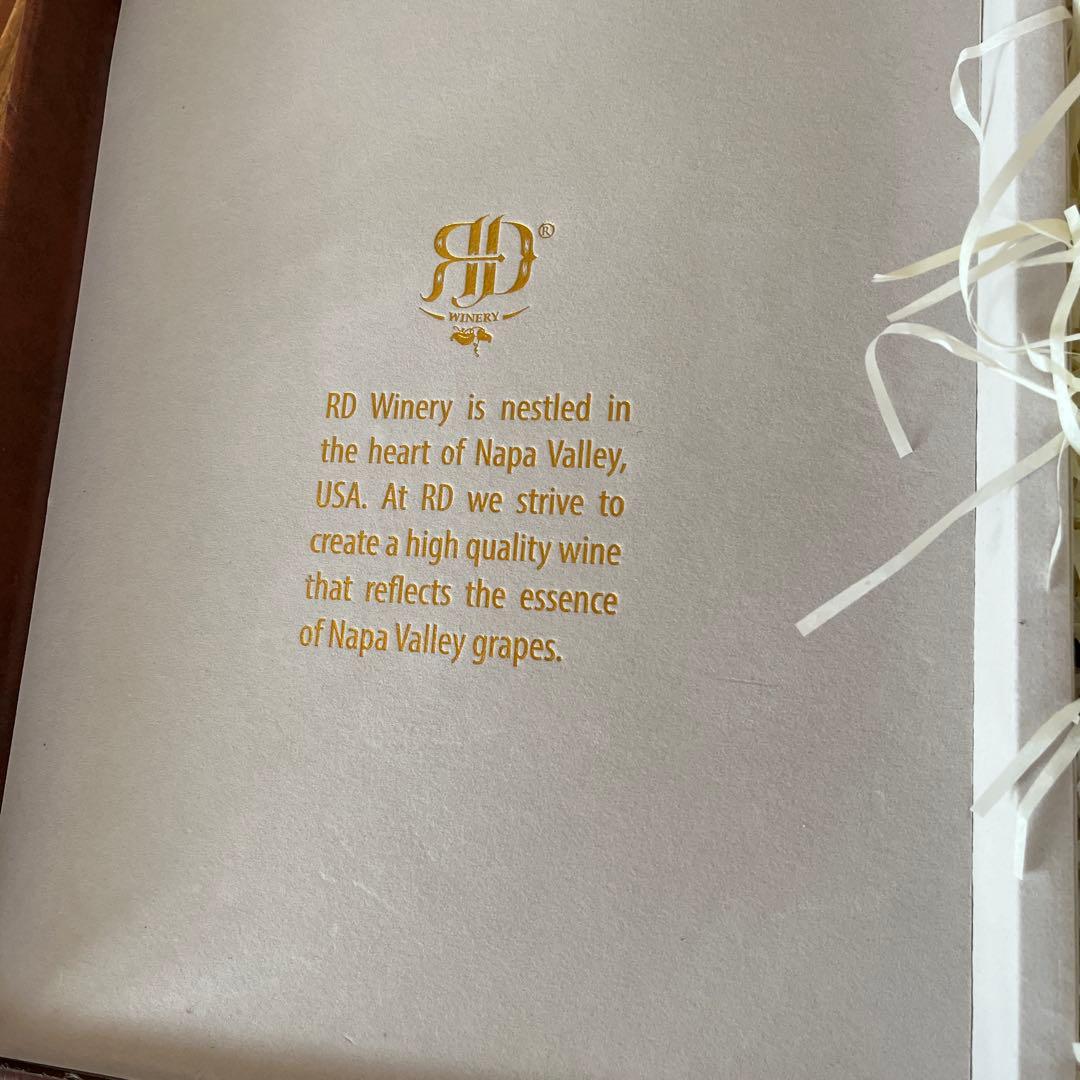 RD®
WINERY
RD Winery is nestled in
the heart of Napa Valley,
USA. At RD we strive to
create a high quality wine
that reflects the essence
of Napa Valley grapes.